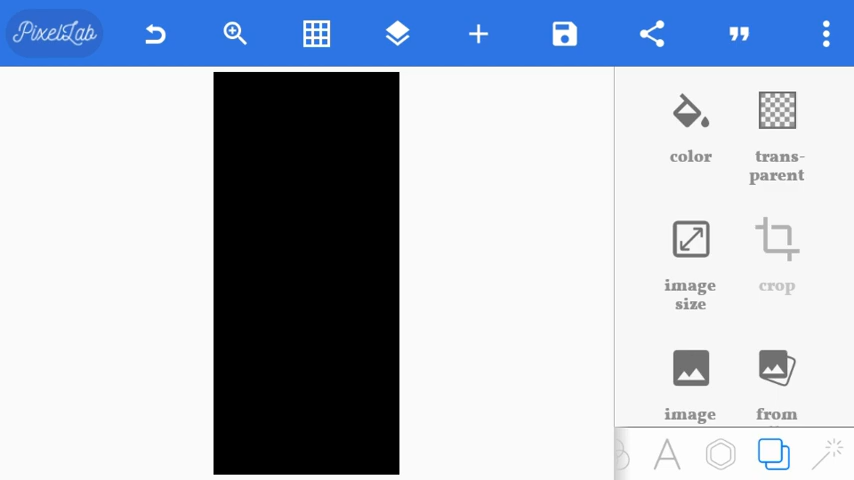 PixelLab
color
trans-
parent
image
size
crop
image
from